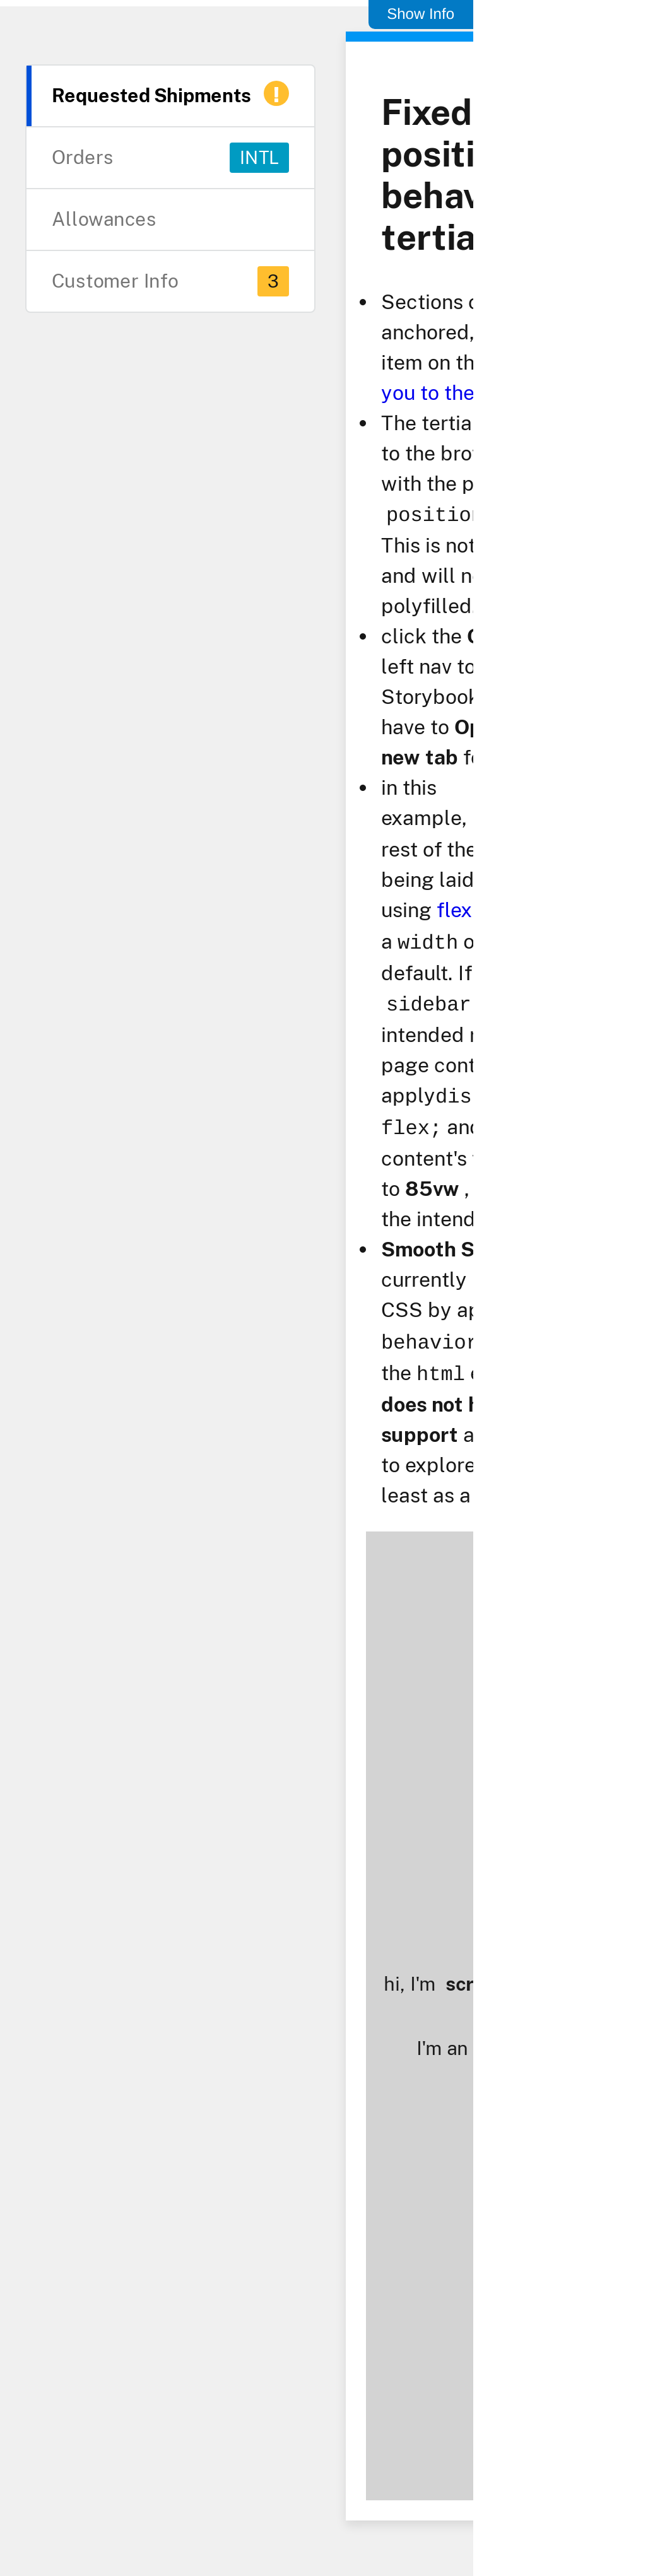 Show Info
Requested Shipments
Orders INTL
Allowances
Customer Info 3
Fixed
positi
behav
tertia
Sections
anchored,
item on th
you to the
The tertia
to the bro
with the p
position
This is not
and will n
polyfilled.
click the
left nav to
Storybook
have to Op
new tab fo
in this
example,
rest of the
being laid
using flex
a width o
default. If
sidebar
intended
page cont
applydis
flex; and
content's
to 85vw ,
the intend
Smooth S
currently
CSS by ap
behavior
the html
does not h
support a
to explore
least as a
hi, I'm scr
I'm an